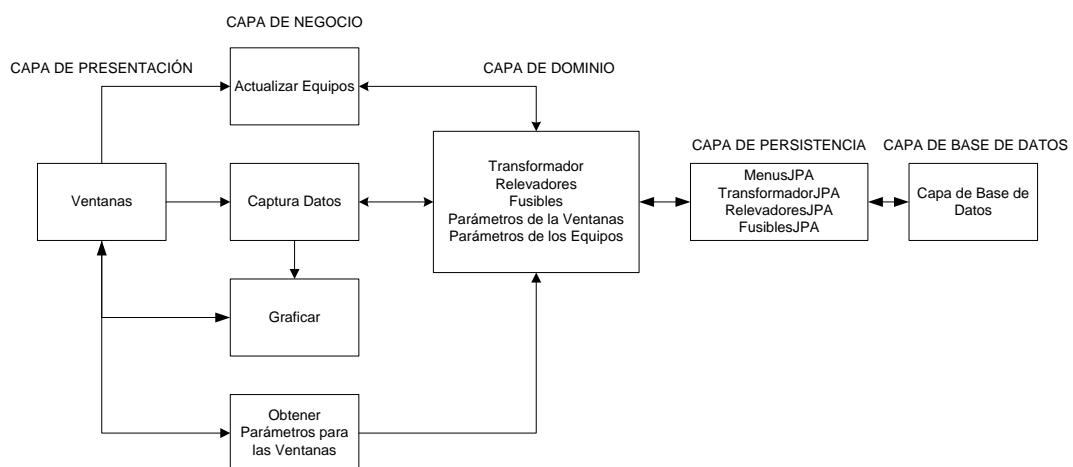 CAPA DE NEGOCIO
CAPA DE PRESENTACIÓN
CAPA DE DOMINIO
Actualizar Equipos
CAPA DE PERSISTENCIA
CAPA DE BASE DE DATOS
Ventanas
Captura Datos
Transformador
Relevadores
Fusibles
Parámetros de la Ventanas
Parámetros de los Equipos
MenusJPA
TransformadorJPA
RelevadoresJPA
FusiblesJPA
Capa de Base de
Datos
Graficar
Obtener
Parámetros para
las Ventanas